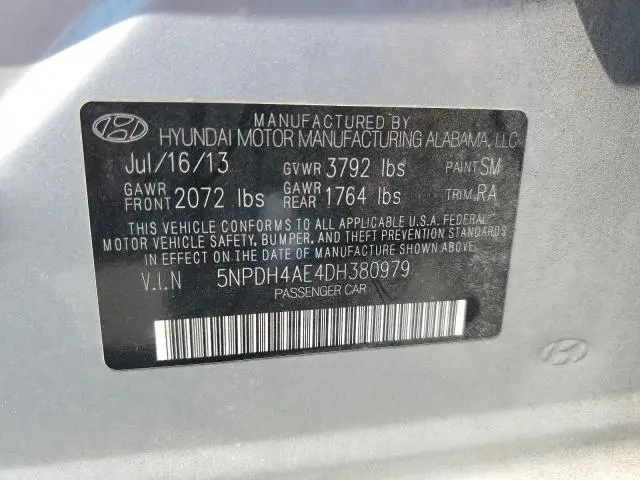 MANUFACTURED BY
HYUNDAI MOTOR MANUFACTURING ALABAMA, LLC
Jul/16/13 GVWR 3792 lbs PAINT SM
GAWR FRONT 2072 lbs GAWR REAR 1764 lbs TRIM RA
THIS VEHICLE CONFORMS TO ALL APPLICABLE U.S.A. FEDERAL
MOTOR VEHICLE SAFETY, BUMPER, AND THEFT PREVENTION STANDARDS
IN EFFECT ON THE DATE OF MANUFACTURE SHOWN ABOVE.
V.I.N 5NPDH4AE4DH380979
PASSENGER CAR